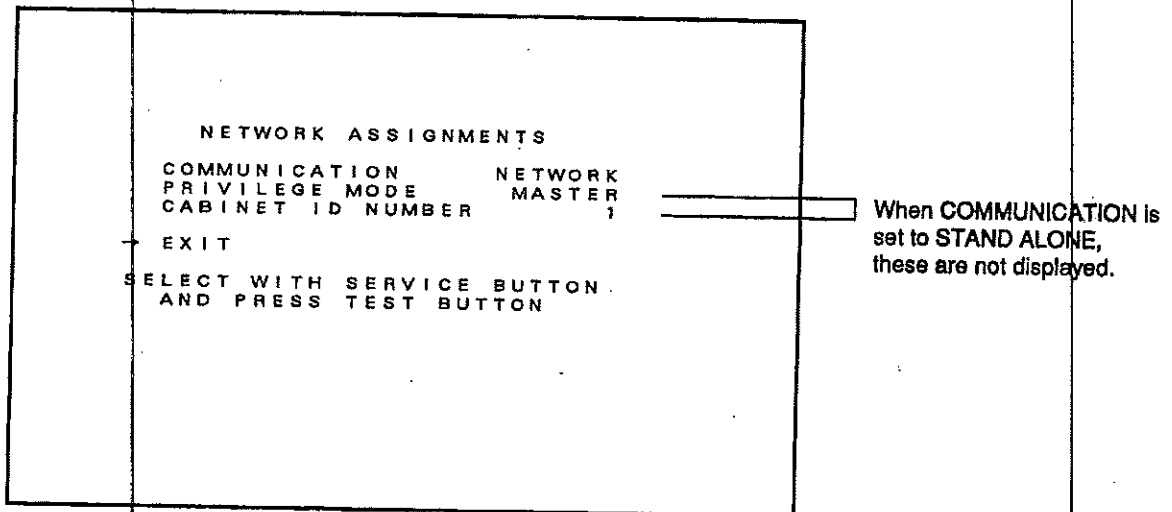 NETWORK ASSIGNMENTS
COMMUNICATION NETWORK
PRIVILEGE MODE MASTER
CABINET ID NUMBER 1
→ EXIT
SELECT WITH SERVICE BUTTON
AND PRESS TEST BUTTON
When COMMUNICATION is
set to STAND ALONE,
these are not displayed.